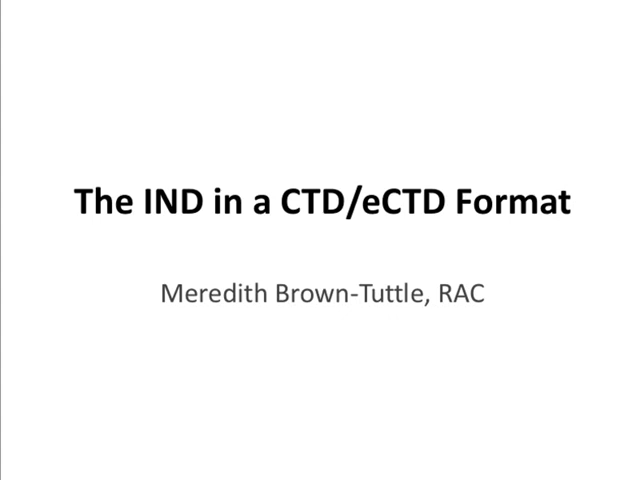 The IND in a CTD/eCTD Format
Meredith Brown-Tuttle, RAC